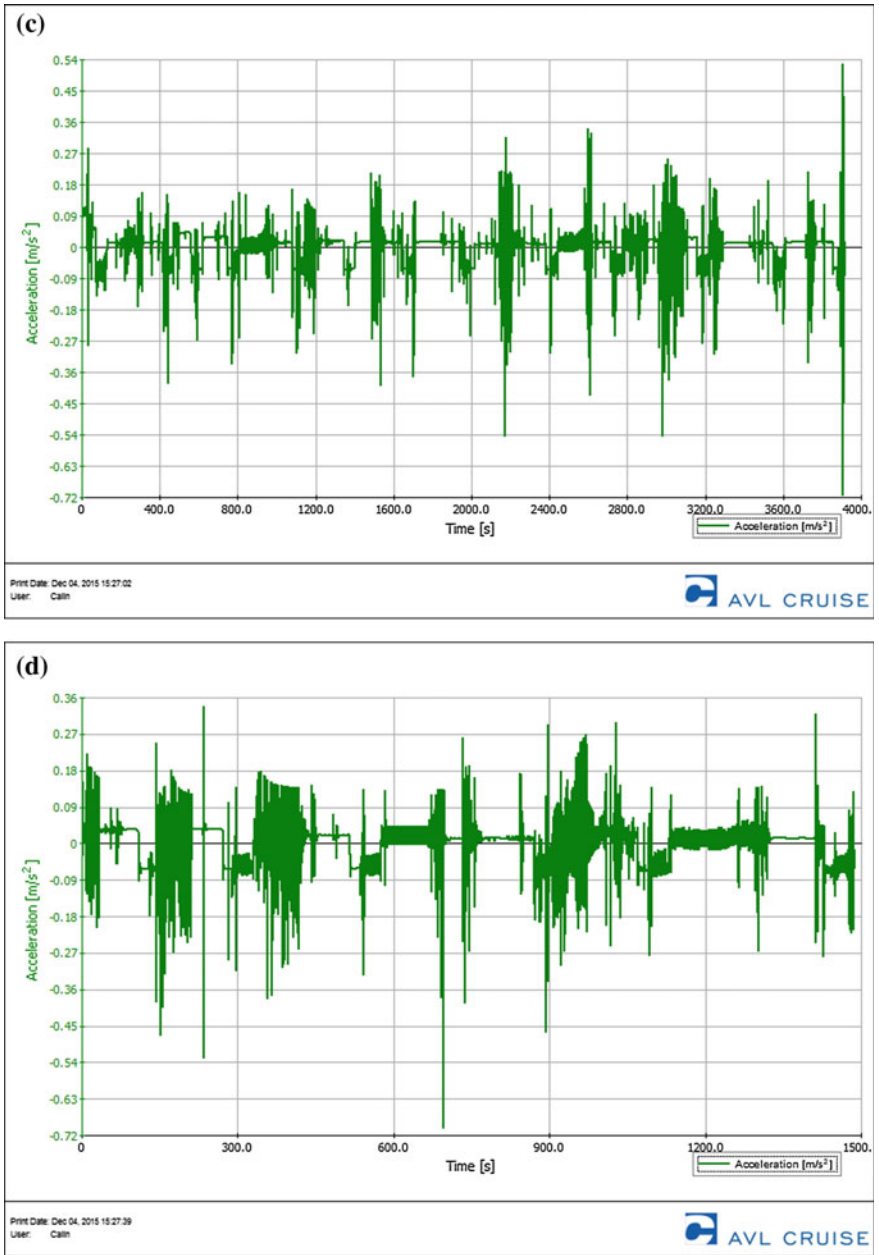 (c)
0.54
0.45
0.36
0.27
0.18
0.09
0
-0.09
-0.18
-0.27
-0.36
-0.45
-0.54
-0.63
-0.72
Acceleration [m/s²]
0 400.0 800.0 1200.0 1600.0 2000.0 2400.0 2800.0 3200.0 3600.0 4000.
Time [s]
Acceleration [m/s²]
Print Date: Dec 04, 2015 15:27:02
User: Calin
AVL CRUISE
(d)
0.36
0.27
0.18
0.09
0
-0.09
-0.18
-0.27
-0.36
-0.45
-0.54
-0.63
-0.72
Acceleration [m/s²]
0 300.0 600.0 900.0 1200.0 1500.
Time [s]
Acceleration [m/s²]
Print Date: Dec 04, 2015 15:27:39
User: Calin
AVL CRUISE